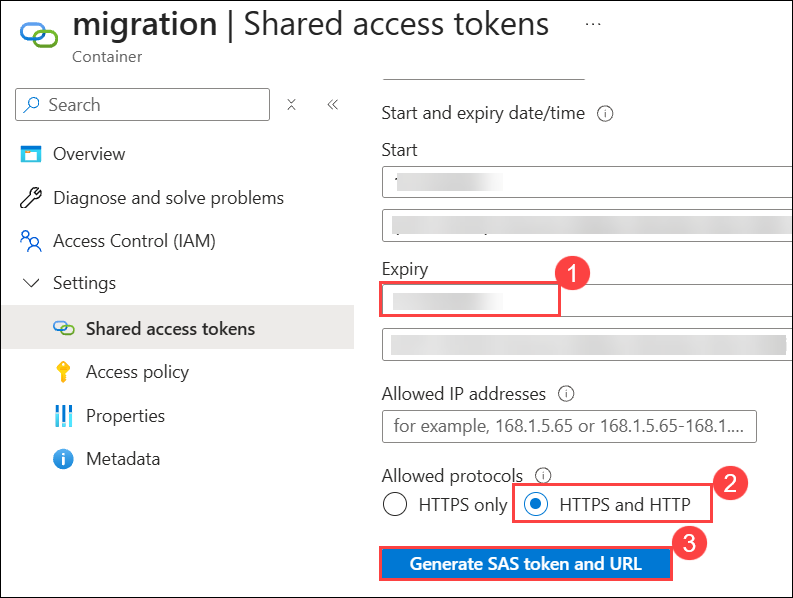 migration | Shared access tokens ...
Container
Search
Overview
Diagnose and solve problems
Access Control (IAM)
Settings
Shared access tokens
Access policy
Properties
Metadata
Start and expiry date/time
Start
Expiry
1
Allowed IP addresses
for example, 168.1.5.65 or 168.1.5.65-168.1....
Allowed protocols
HTTPS only
HTTPS and HTTP
2
Generate SAS token and URL
3